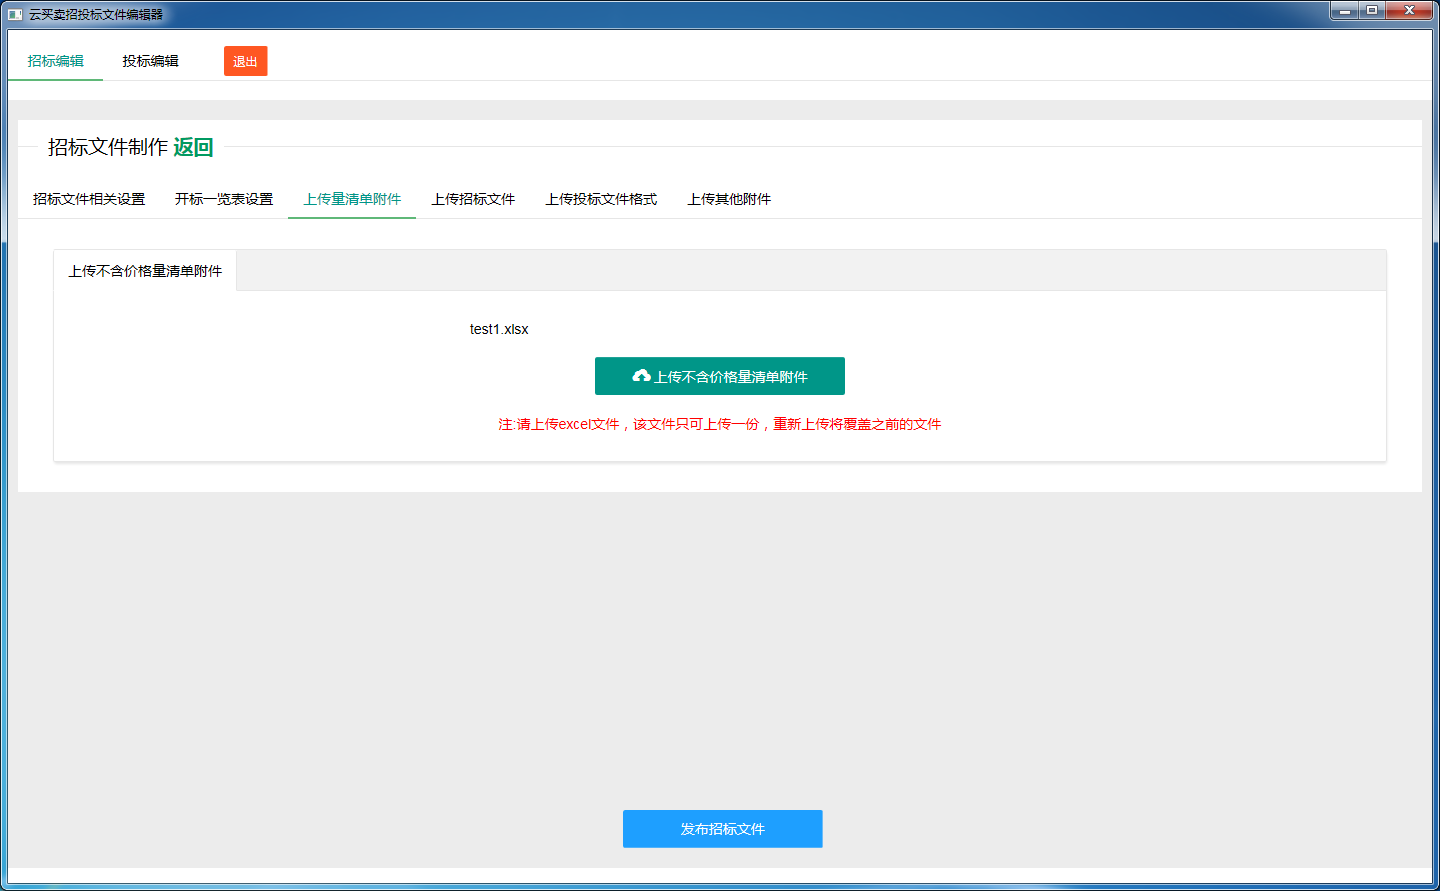 云买卖招投标文件编辑器
招标编辑 投标编辑 退出
招标文件制作 返回
招标文件相关设置 开标一览表设置 上传量清单附件 上传招标文件 上传投标文件格式 上传其他附件
上传不含价格量清单附件
test1.xlsx
上传不含价格量清单附件
注:请上传excel文件，该文件只可上传一份，重新上传将覆盖之前的文件
发布招标文件